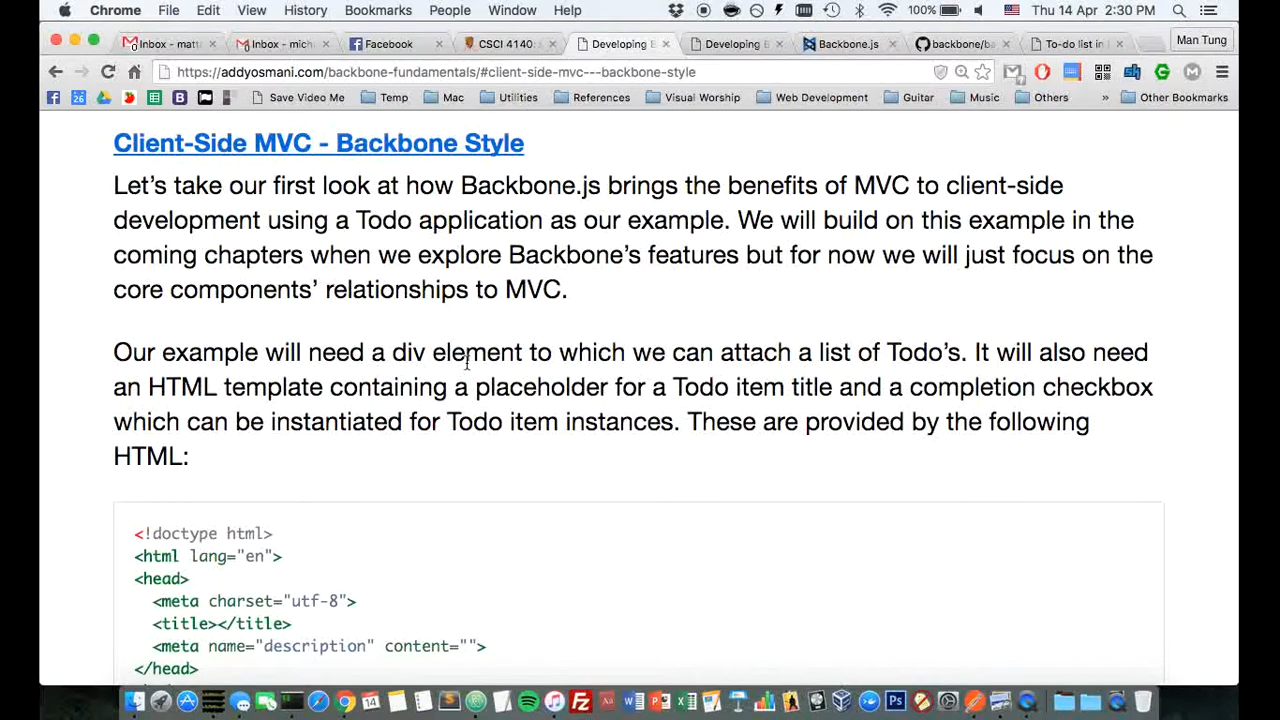 Chrome File Edit View History Bookmarks People Window Help 100% Thu 14 Apr 2:30 PM
Inbox - matt Inbox - mich Facebook CSCI 4140: Developing Developing Backbone.js backbone/ba To-do list in Man Tung
https://addyosmani.com/backbone-fundamentals/#client-side-mvc---backbone-style
Save Video Me Temp Mac Utilities References Visual Worship Web Development Guitar Music Others » Other Bookmarks
Client-Side MVC - Backbone Style
Let’s take our first look at how Backbone.js brings the benefits of MVC to client-side
development using a Todo application as our example. We will build on this example in the
coming chapters when we explore Backbone’s features but for now we will just focus on the
core components’ relationships to MVC.
Our example will need a div element to which we can attach a list of Todo’s. It will also need
an HTML template containing a placeholder for a Todo item title and a completion checkbox
which can be instantiated for Todo item instances. These are provided by the following
HTML:
<!doctype html>
<html lang="en">
<head>
<meta charset="utf-8">
<title></title>
<meta name="description" content="">
</head>